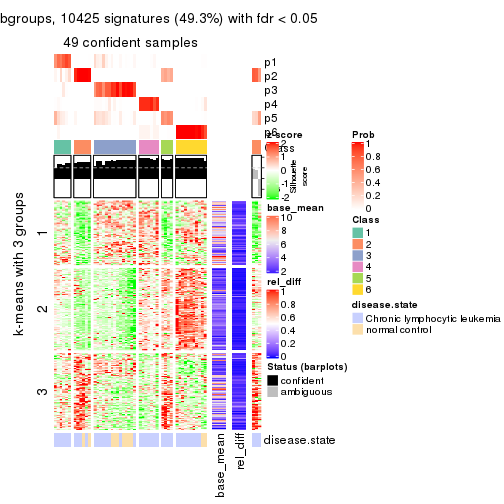 bgroups, 10425 signatures (49.3%) with fdr < 0.05
49 confident samples
p1
p2
p3
p4
p5
p6
Class
z-score
2
1
0
-1
-2
Silhouette
score
k-means with 3 groups
1
2
3
base_mean
10
8
6
4
2
rel_diff
1
0.8
0.6
0.4
0.2
0
Status (barplots)
confident
ambiguous
Prob
1
0.8
0.6
0.4
0.2
0
Class
1
2
3
4
5
6
disease.state
Chronic lymphocytic leukemia
normal control
disease.state
base_mean
rel_diff